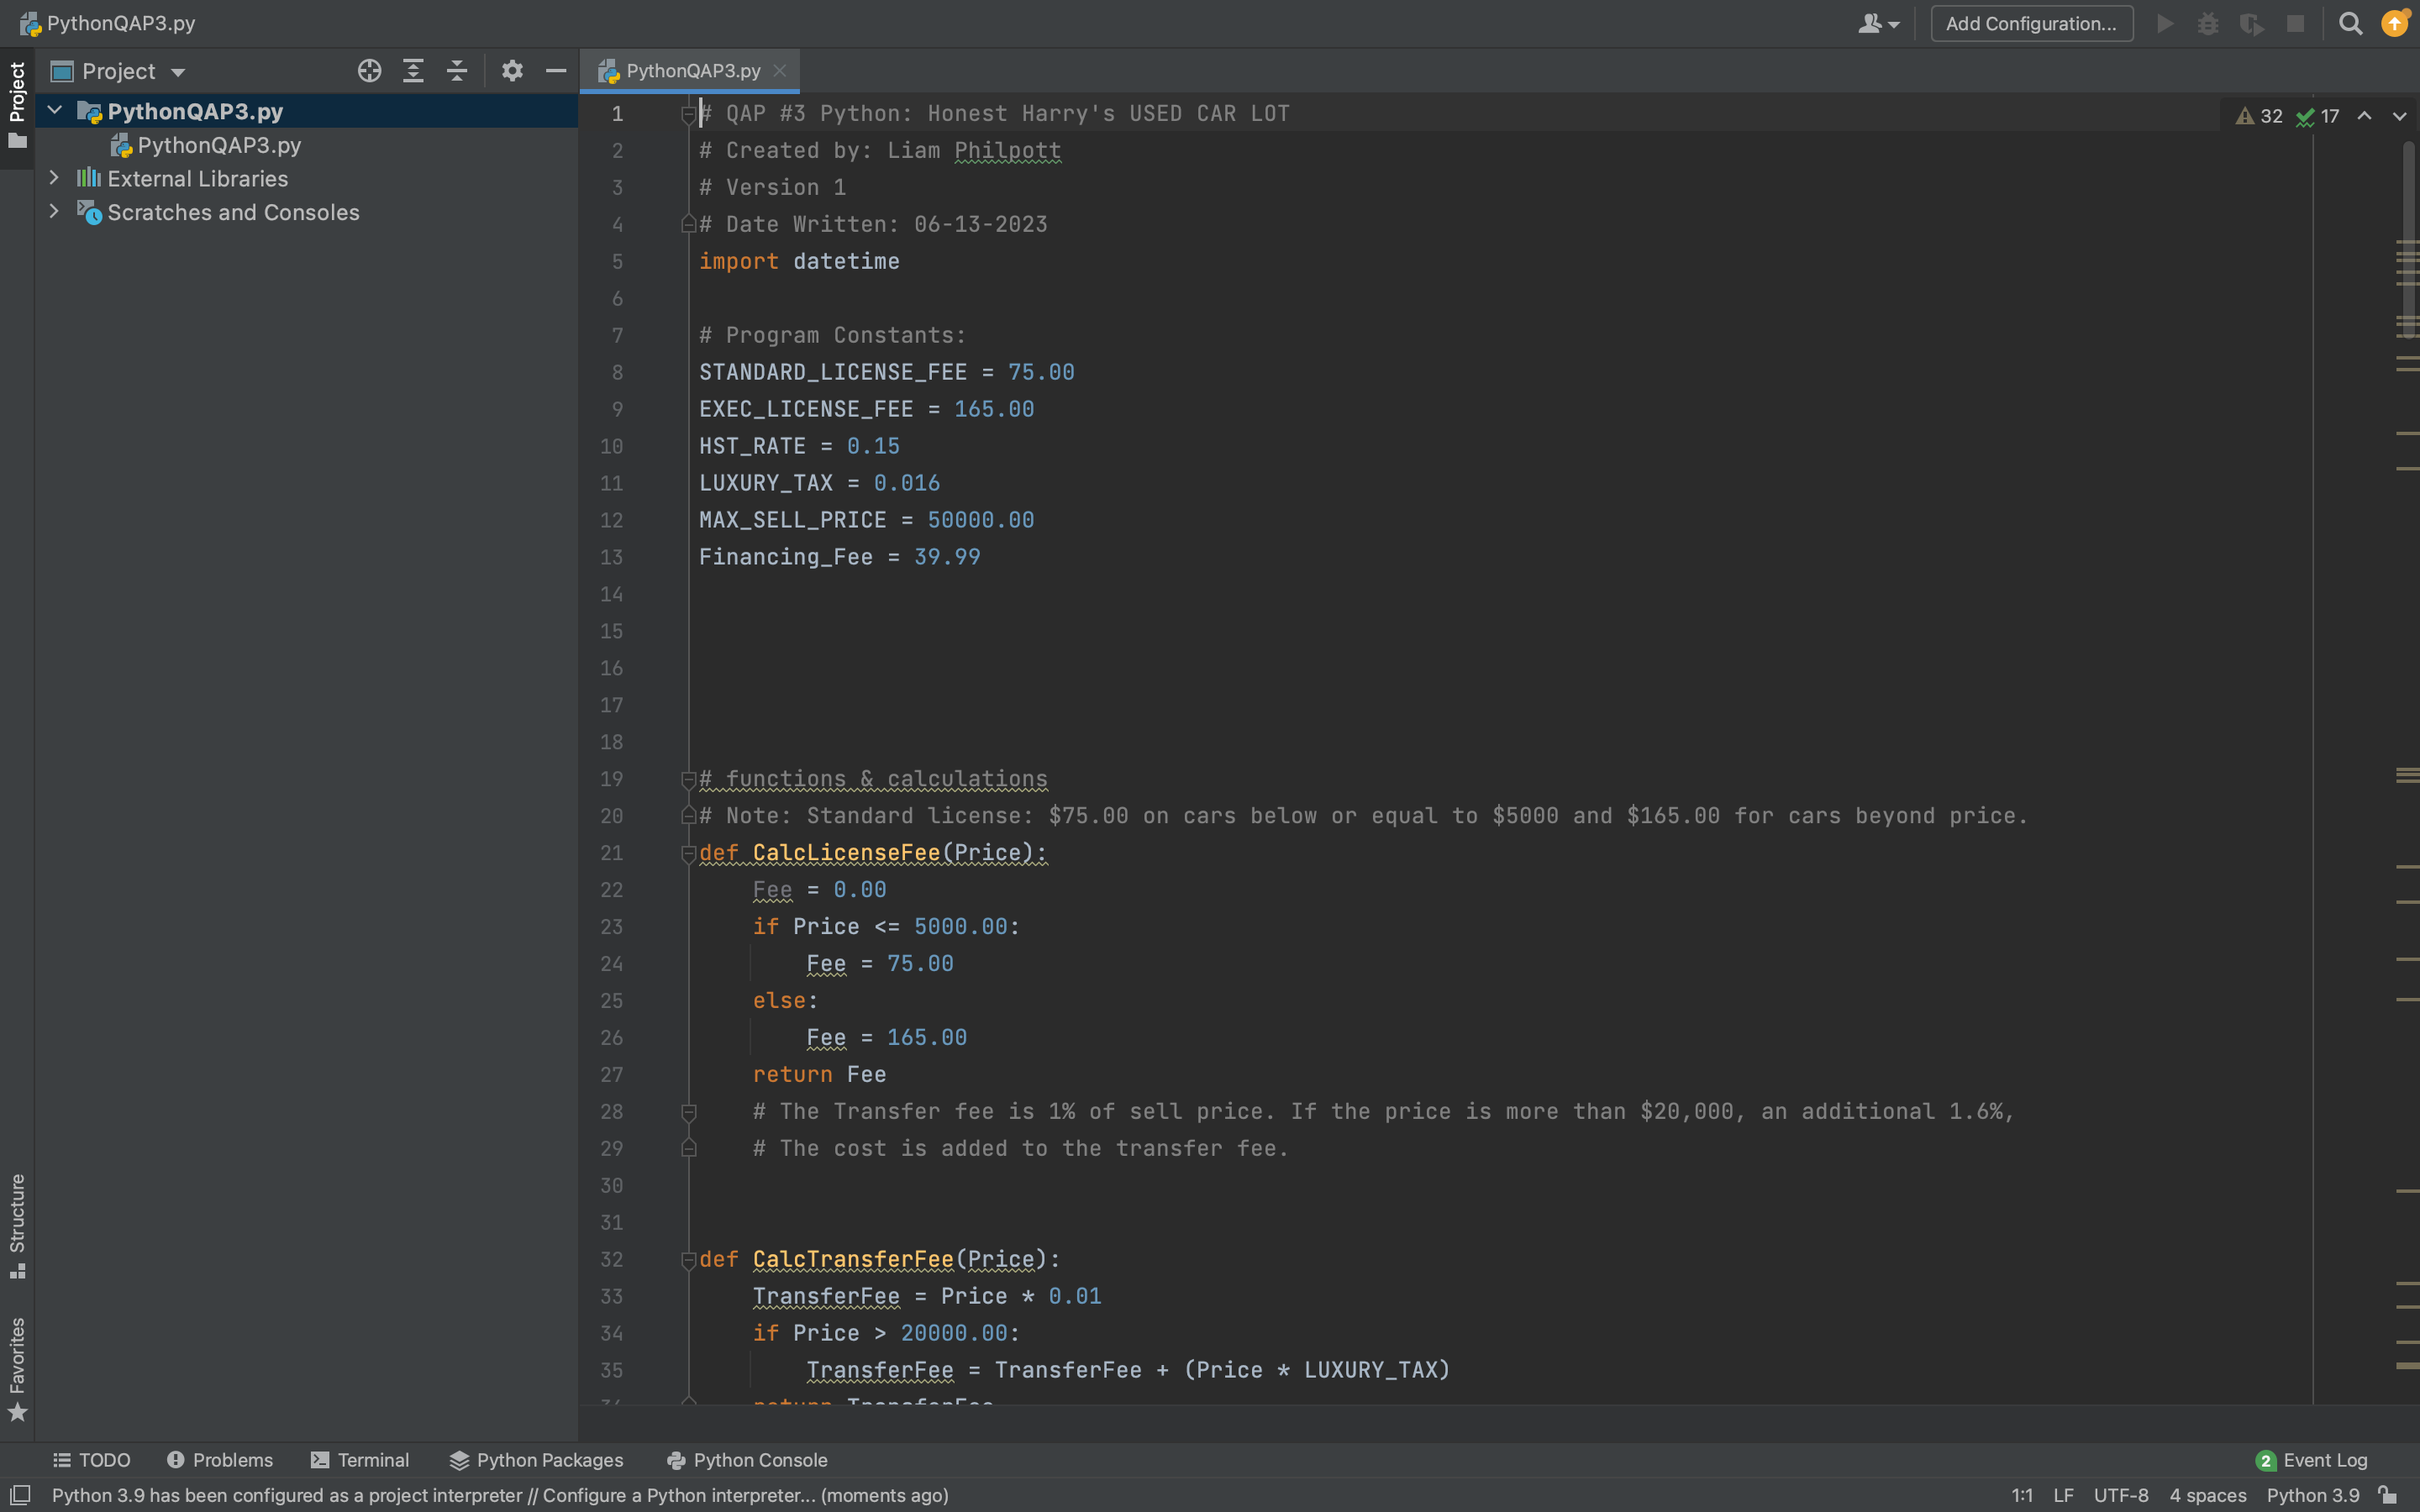 PythonQAP3.py
Add Configuration...
Project
Project
PythonQAP3.py
PythonQAP3.py
PythonQAP3.py
External Libraries
Scratches and Consoles
32 17
1 # QAP #3 Python: Honest Harry's USED CAR LOT
2 # Created by: Liam Philpott
3 # Version 1
4 # Date Written: 06-13-2023
5 import datetime
6
7 # Program Constants:
8 STANDARD_LICENSE_FEE = 75.00
9 EXEC_LICENSE_FEE = 165.00
10 HST_RATE = 0.15
11 LUXURY_TAX = 0.016
12 MAX_SELL_PRICE = 50000.00
13 Financing_Fee = 39.99
14
15
16
17
18
19 # functions & calculations
20 # Note: Standard license: $75.00 on cars below or equal to $5000 and $165.00 for cars beyond price.
21 def CalcLicenseFee(Price):
22     Fee = 0.00
23     if Price <= 5000.00:
24         Fee = 75.00
25     else:
26         Fee = 165.00
27     return Fee
28     # The Transfer fee is 1% of sell price. If the price is more than $20,000, an additional 1.6%,
29     # The cost is added to the transfer fee.
30
31
32 def CalcTransferFee(Price):
33     TransferFee = Price * 0.01
34     if Price > 20000.00:
35         TransferFee = TransferFee + (Price * LUXURY_TAX)
36     return TransferFee
Structure
Favorites
TODO
Problems
Terminal
Python Packages
Python Console
2 Event Log
Python 3.9 has been configured as a project interpreter // Configure a Python interpreter... (moments ago)
1:1 LF UTF-8 4 spaces Python 3.9